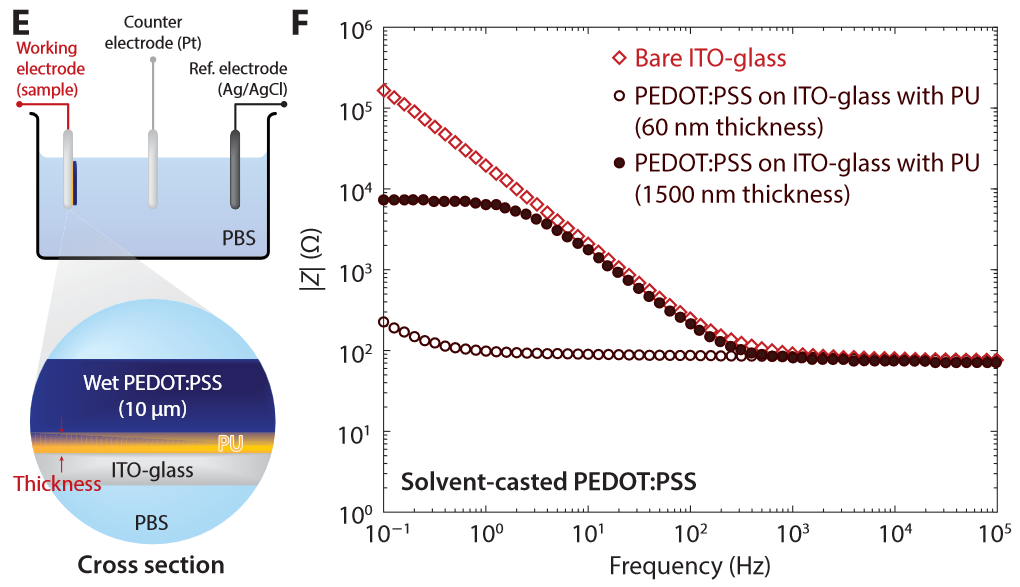 E
Counter
electrode (Pt)
Working
electrode
(sample)
Ref. electrode
(Ag/AgCl)
PBS
Wet PEDOT:PSS
(10 µm)
PU
Thickness
ITO-glass
PBS
Cross section
F
|Z| (Ω)
10⁶
10⁵
10⁴
10³
10²
10¹
10⁰
Bare ITO-glass
PEDOT:PSS on ITO-glass with PU
(60 nm thickness)
PEDOT:PSS on ITO-glass with PU
(1500 nm thickness)
Solvent-casted PEDOT:PSS
10⁻¹ 10⁰ 10¹ 10² 10³ 10⁴ 10⁵
Frequency (Hz)